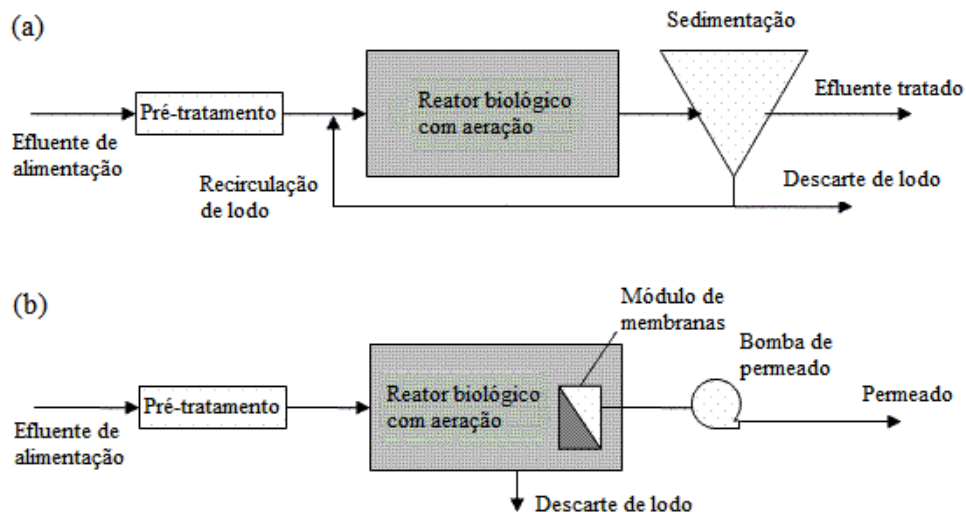 (a)
Sedimentação
Pré-tratamento
Reator biológico
com aeração
Efluente tratado
Efluente de
alimentação
Recirculação
de lodo
Descarte de lodo
(b)
Módulo de
membranas
Bomba de
permeado
Pré-tratamento
Reator biológico
com aeração
Permeado
Efluente de
alimentação
Descarte de lodo